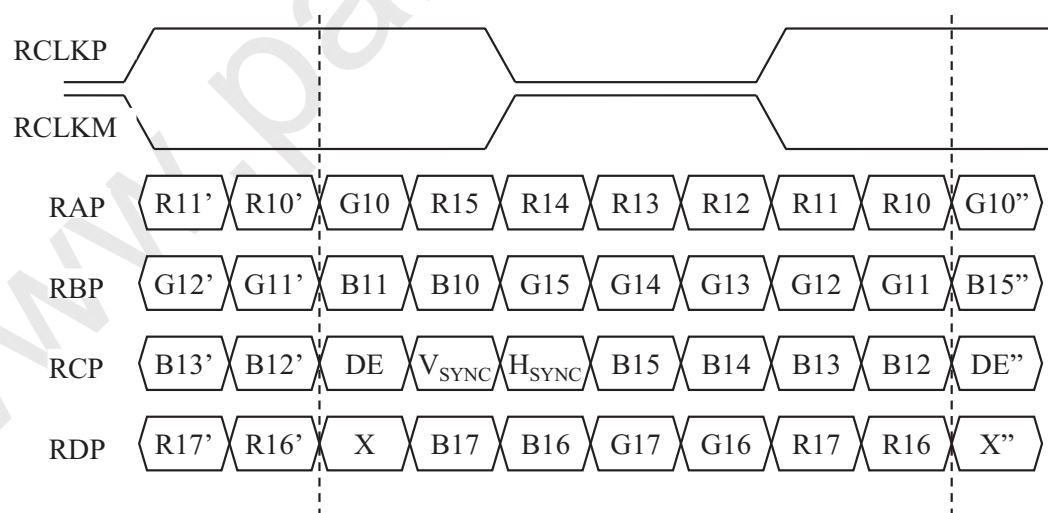 RCLKP
RCLKM
RAP R11’ R10’ G10 R15 R14 R13 R12 R11 R10 G10”
RBP G12’ G11’ B11 B10 G15 G14 G13 G12 G11 B15”
RCP B13’ B12’ DE VSYNC HSYNC B15 B14 B13 B12 DE”
RDP R17’ R16’ X B17 B16 G17 G16 R17 R16 X”
www.pa